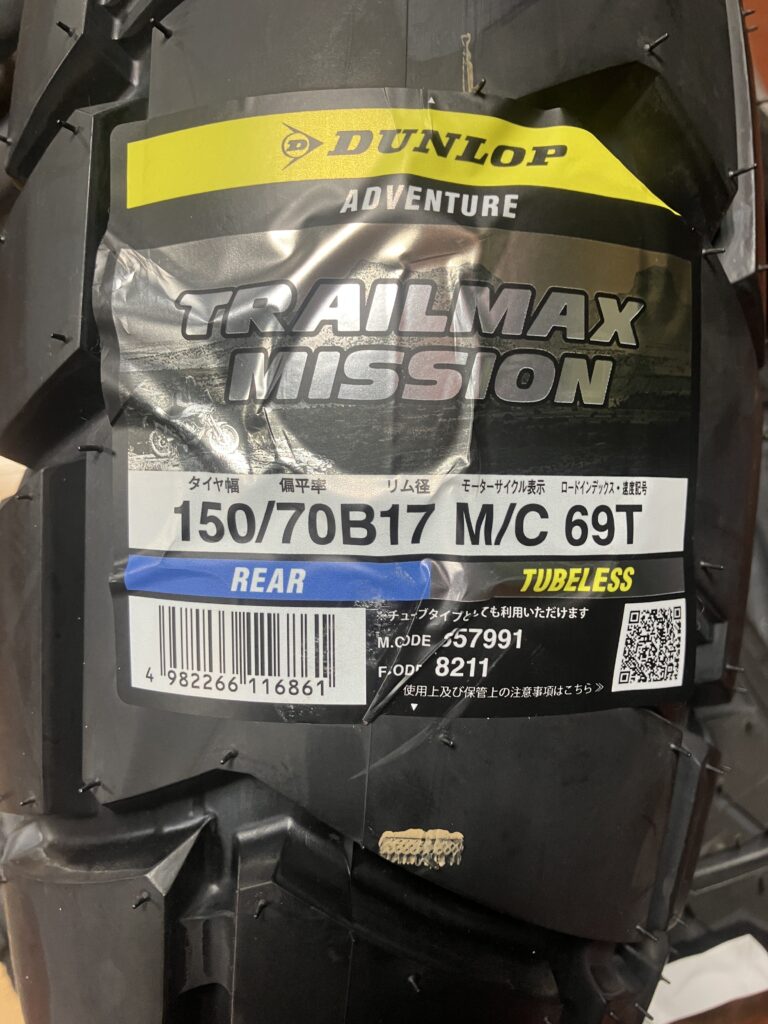 DUNLOP
ADVENTURE
TRAILMAX
MISSION
タイヤ幅 偏平率 リム径 モーターサイクル表示 ロードインデックス・速度記号
150/70B17 M/C 69T
REAR TUBELESS
チューブタイプとしても利用いただけます
M.CODE 357991
8211
使用上及び保管上の注意事項はこちら≫
4 982266 116861